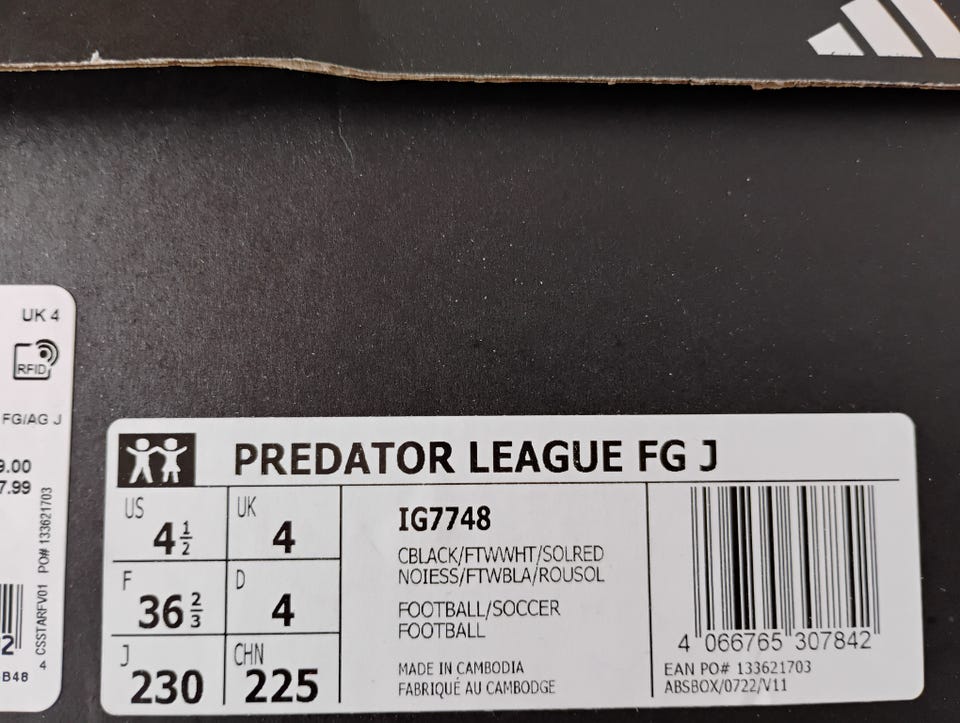 UK 4
RFID
FG/AG J
9.00
7.99
CSSTARFV01 PO# 133621703
2
4
B48
PREDATOR LEAGUE FG J
US
4 1/2
UK
4
F
36 2/3
D
4
J
230
CHN
225
IG7748
CBLACK/FTWWHT/SOLRED
NOIESS/FTWBLA/ROUSOL
FOOTBALL/SOCCER
FOOTBALL
MADE IN CAMBODIA
FABRIQUÉ AU CAMBODGE
4 066765 307842
EAN PO# 133621703
ABSBOX/0722/V11